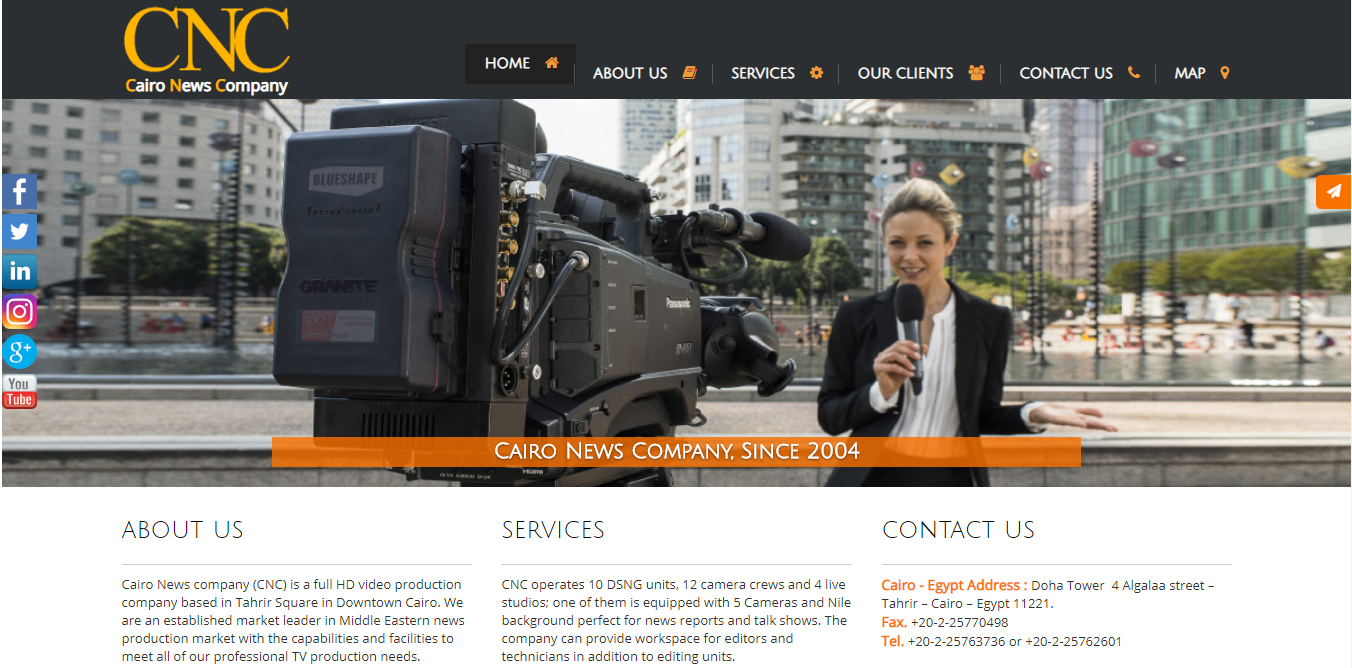 CNC
Cairo News Company
HOME
ABOUT US
SERVICES
OUR CLIENTS
CONTACT US
MAP
BLUESHAPE
GRANITE
Panasonic
f
in
g+
You
Tube
Cairo News Company, Since 2004
ABOUT US
Cairo News company (CNC) is a full HD video production
company based in Tahrir Square in Downtown Cairo. We
are an established market leader in Middle Eastern news
production market with the capabilities and facilities to
meet all of our professional TV production needs.
SERVICES
CNC operates 10 DSNG units, 12 camera crews and 4 live
studios; one of them is equipped with 5 Cameras and Nile
background perfect for news reports and talk shows. The
company can provide workspace for editors and
technicians in addition to editing units.
CONTACT US
Cairo - Egypt Address : Doha Tower 4 Algalaa street –
Tahrir – Cairo – Egypt 11221.
Fax. +20-2-25770498
Tel. +20-2-25763736 or +20-2-25762601